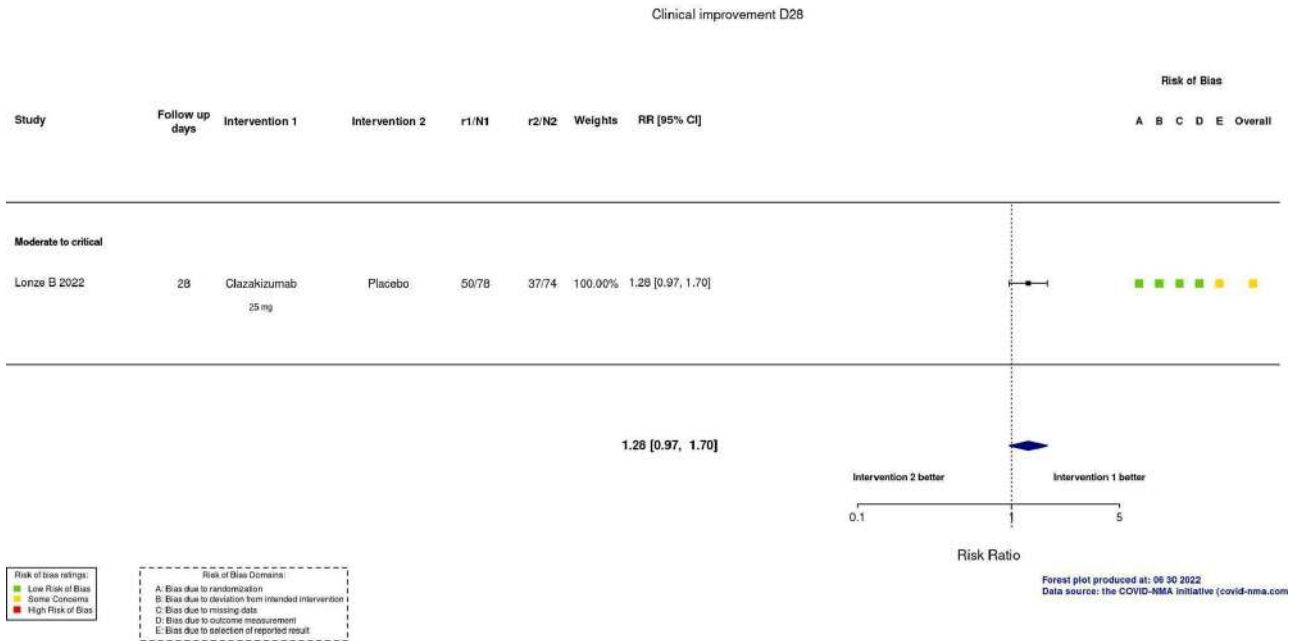 Clinical improvement D28
Risk of Bias
Study Follow up days Intervention 1 Intervention 2 r1/N1 r2/N2 Weights RR [95% CI] A B C D E Overall
Moderate to critical
Lonze B 2022 28 Clazakizumab Placebo 50/78 37/74 100.00% 1.28 [0.97, 1.70]
25 mg
1.28 [0.97, 1.70]
Intervention 2 better Intervention 1 better
0.1 1 5
Risk Ratio
Risk of bias ratings:
Low Risk of Bias
Some Concerns
High Risk of Bias
Risk of Bias Domains:
A: Bias due to randomization
B: Bias due to deviation from intended intervention
C: Bias due to missing data
D: Bias due to outcome measurement
E: Bias due to selection of reported result
Forest plot produced at: 06 30 2022
Data source: the COVID-NMA initiative (covid-nma.com